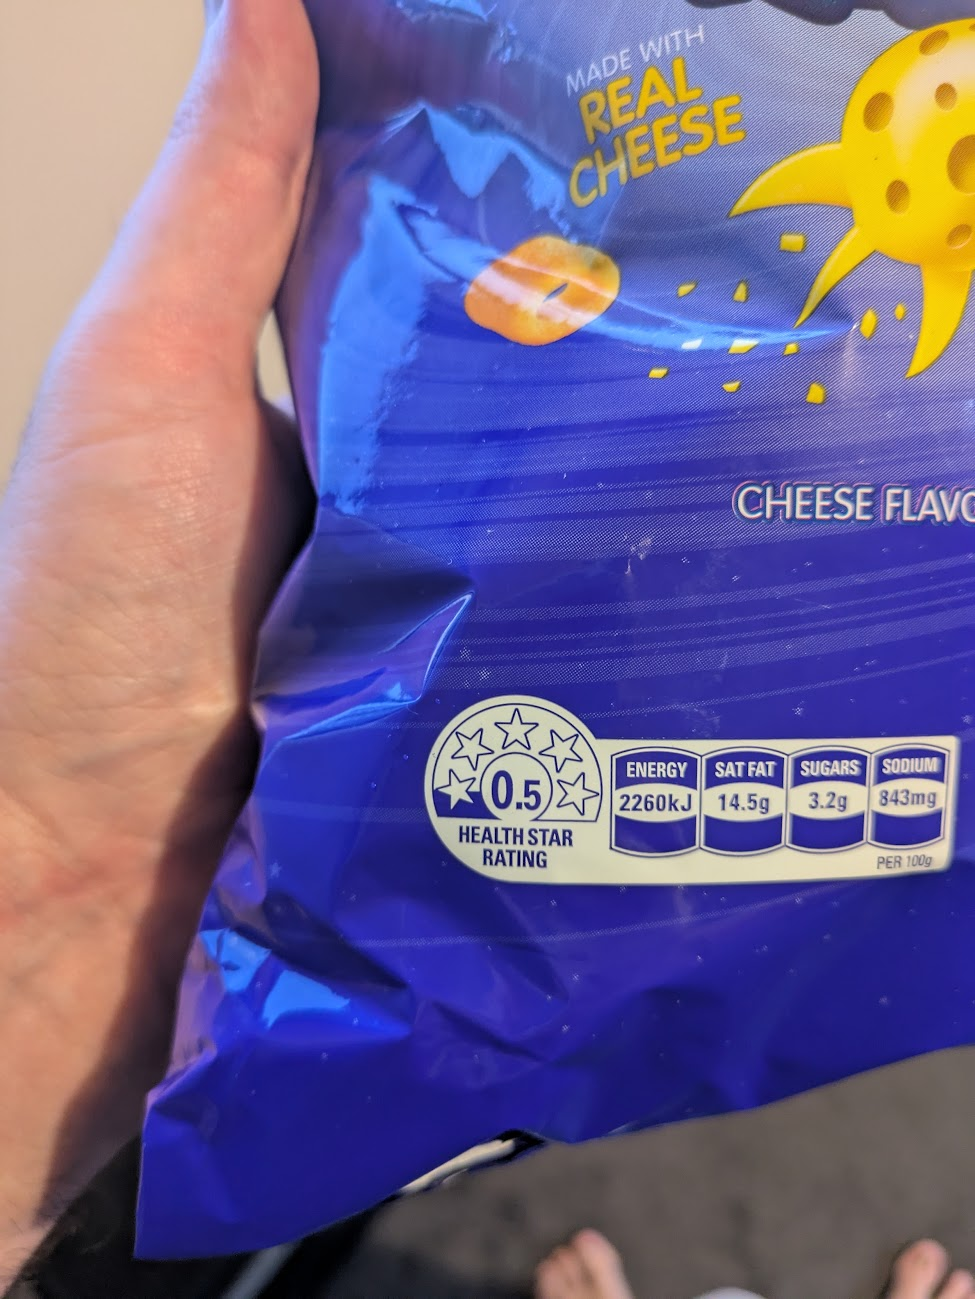 MADE WITH
REAL
CHEESE
CHEESE FLAVO
0.5
HEALTH STAR
RATING
ENERGY
2260kJ
SAT FAT
14.5g
SUGARS
3.2g
SODIUM
843mg
PER 100g